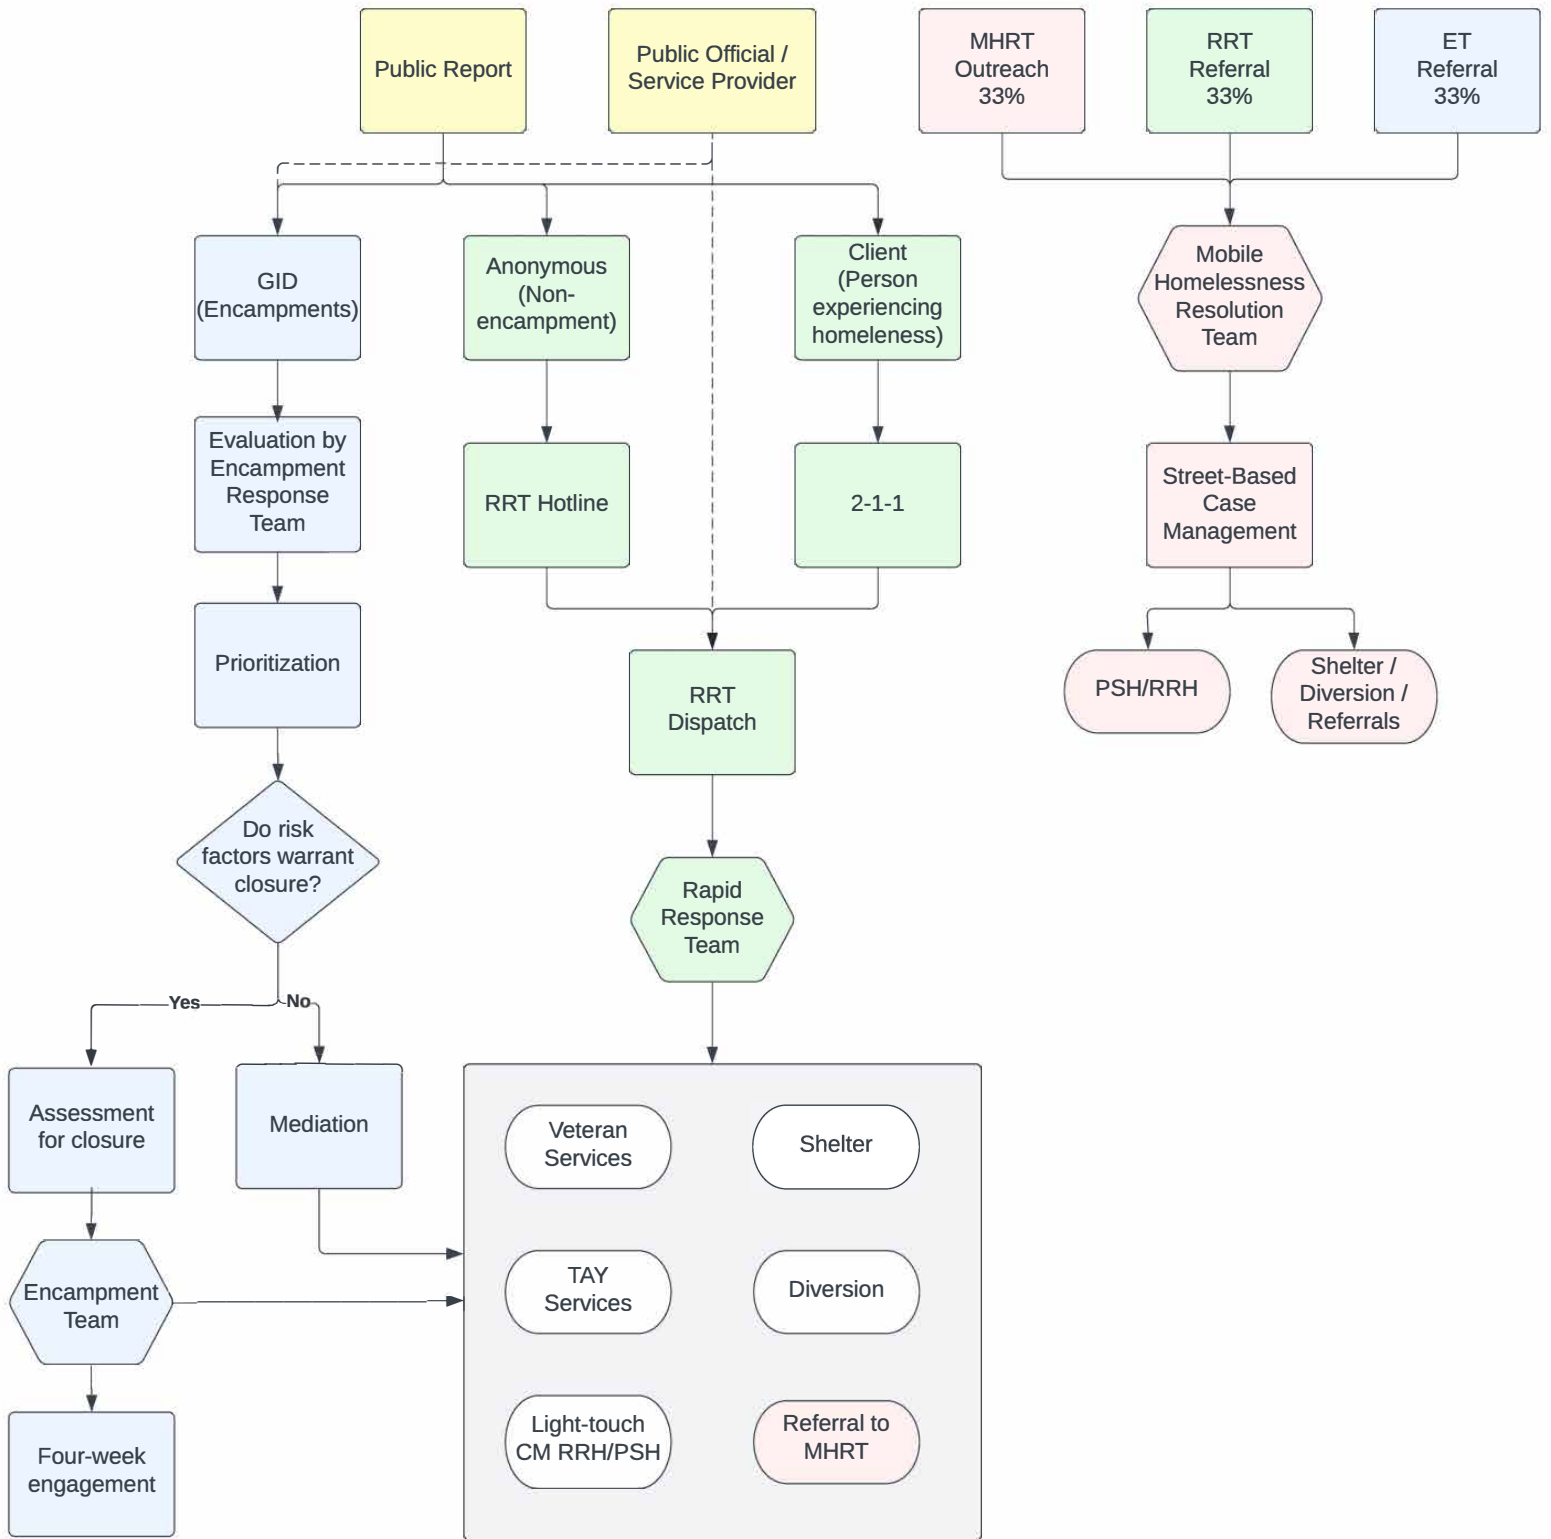 Public Report
Public Official /
Service Provider
MHRT
Outreach
33%
RRT
Referral
33%
ET
Referral
33%
GID
(Encampments)
Anonymous
(Non-
encampment)
Client
(Person
experiencing
homeleness)
Mobile
Homelessness
Resolution
Team
Evaluation by
Encampment
Response
Team
RRT Hotline
2-1-1
Street-Based
Case
Management
Prioritization
RRT
Dispatch
PSH/RRH
Shelter /
Diversion /
Referrals
Do risk
factors warrant
closure?
Rapid
Response
Team
Yes
No
Assessment
for closure
Mediation
Veteran
Services
Shelter
Encampment
Team
TAY
Services
Diversion
Four-week
engagement
Light-touch
CM RRH/PSH
Referral to
MHRT